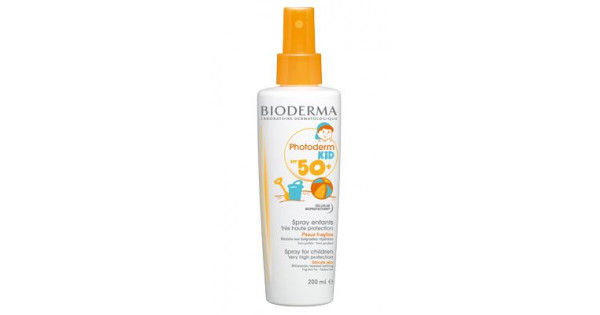 BIODERMA
LABORATOIRE DERMATOLOGIQUE
Photoderm
KID
SPF 50+
Spray enfants
Très haute protection
Peaux fragiles
Spray for children
Very high protection
200 ml e